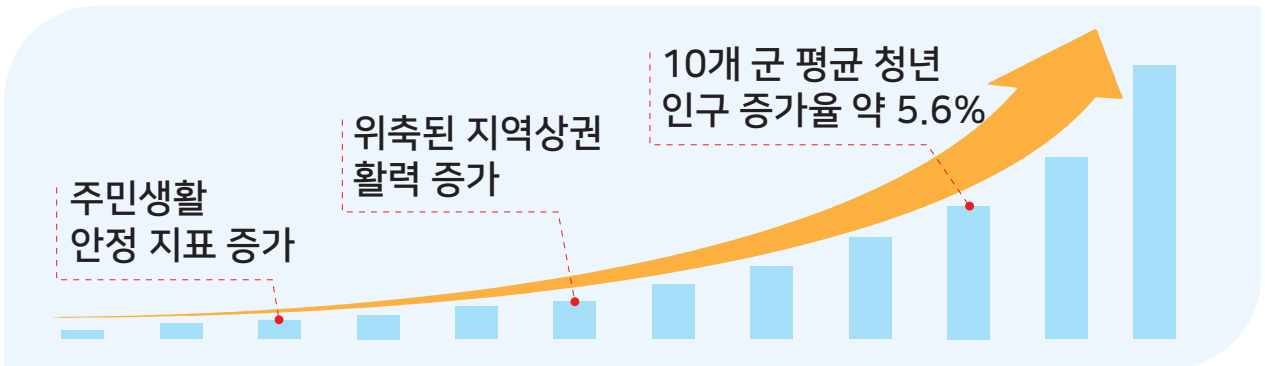 주민생활
안정 지표 증가
위축된 지역상권
활력 증가
10개 군 평균 청년
인구 증가율 약 5.6%